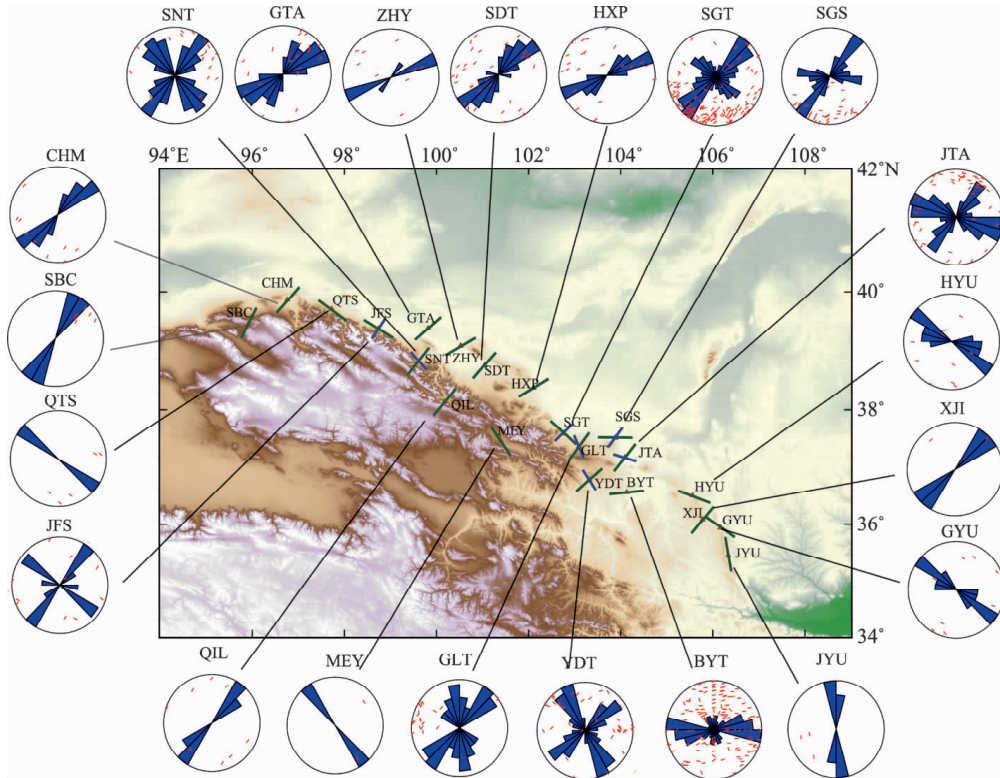 SNT GTA ZHY SDT HXP SGT SGS
94°E 96° 98° 100° 102° 104° 106° 108°
42°N
CHM
JTA
SBC
HYU
40°
CHM
QTS
SBC
JFS
GTA
SNT
ZHY
SDT
HXP
QIL
QTS
XJI
38°
MEY
SGT
SGS
GLT
JTA
YDT BYT
HYU
JFS
GYU
36°
XJI
GYU
JYU
34°
QIL MEY GLT YDT BYT JYU